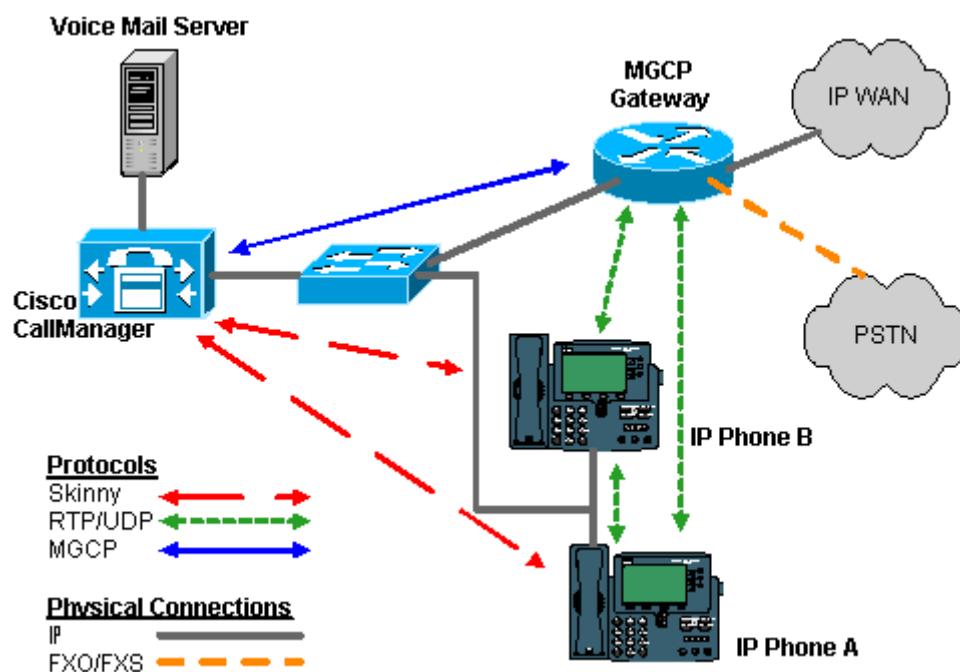 Voice Mail Server
MGCP
Gateway
IP WAN
Cisco
CallManager
PSTN
IP Phone B
Protocols
Skinny
RTP/UDP
MGCP
Physical Connections
IP
FXO/FXS
IP Phone A